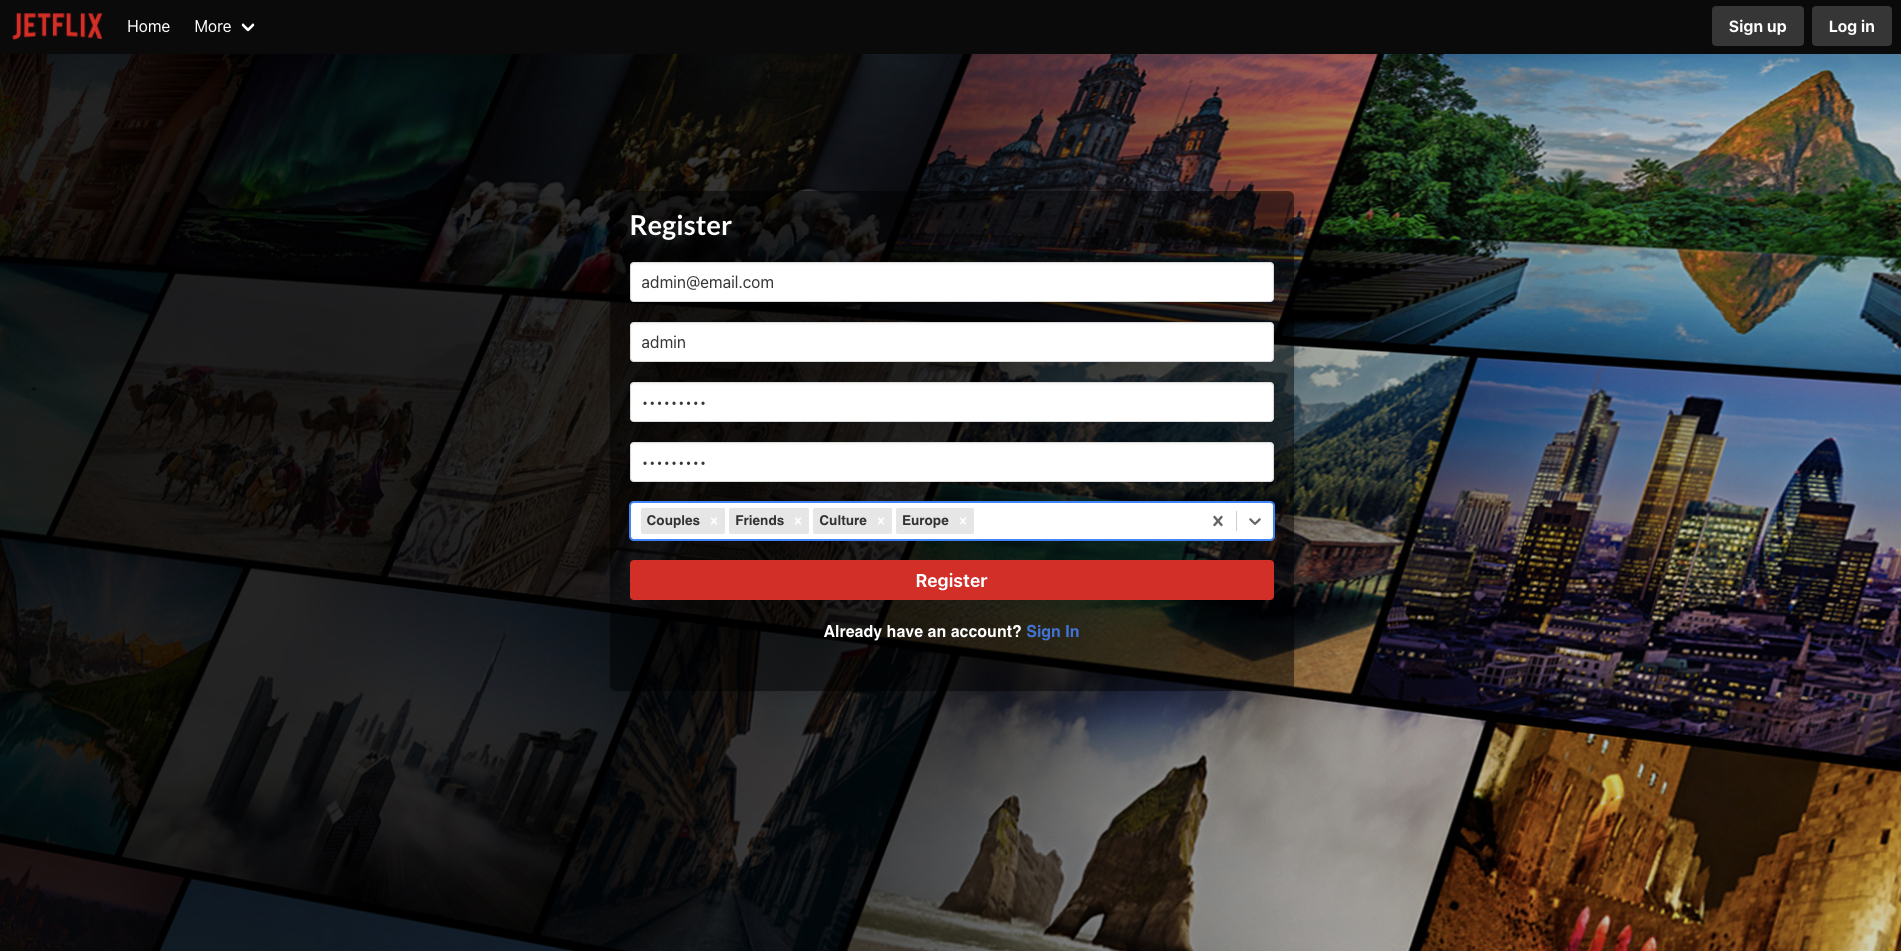 JETFLIX Home More Sign up Log in
Register
admin@email.com
admin
•••••••••
•••••••••
Couples × Friends × Culture × Europe ×
Register
Already have an account? Sign In